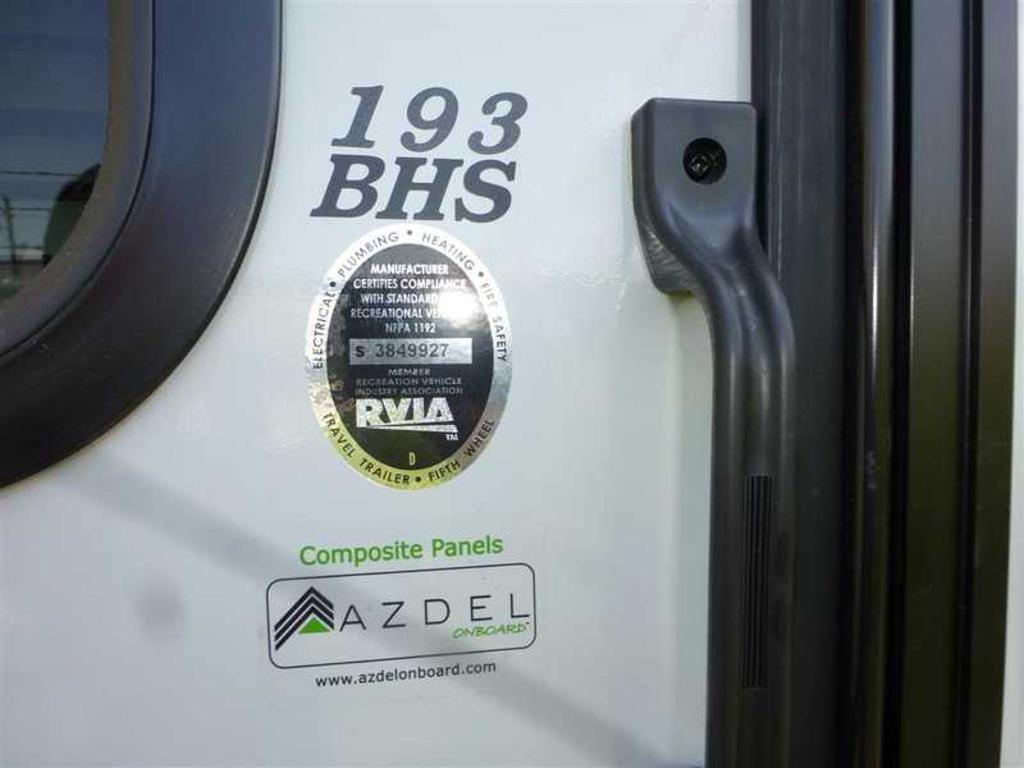 193
BHS
ELECTRICAL • PLUMBING • HEATING • FIRE SAFETY
MANUFACTURER
CERTIFIES COMPLIANCE
WITH STANDARD
RECREATIONAL
NFPA 1192
S 3849927
MEMBER
RECREATION VEHICLE
INDUSTRY ASSOCIATION
RVIA
TM
D
TRAVEL TRAILER • FIFTH WHEEL
Composite Panels
AZDEL
ONBOARD
www.azdelonboard.com